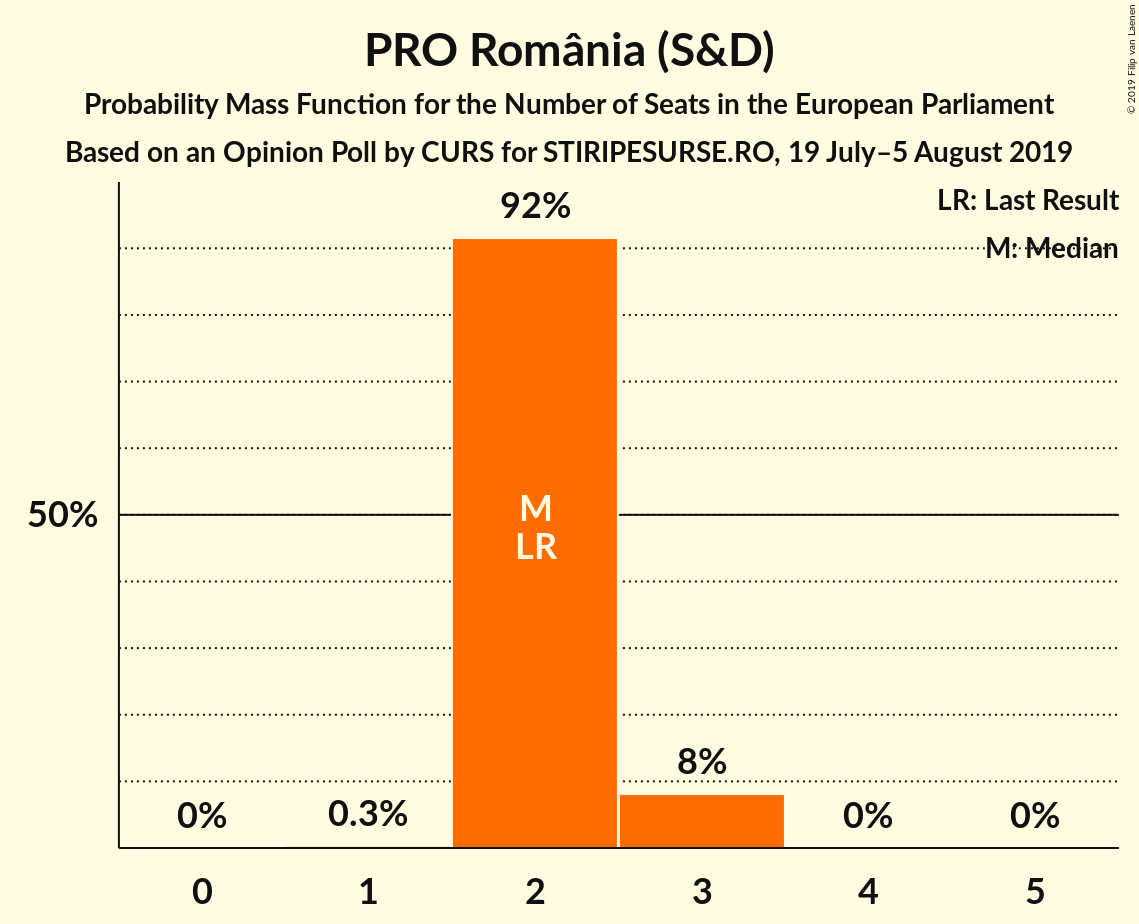 PRO România (S&D)
Probability Mass Function for the Number of Seats in the European Parliament
Based on an Opinion Poll by CURS for STIRIPESURSE.RO, 19 July–5 August 2019
© 2019 Filip van Laenen
LR: Last Result
M: Median
92%
50%
M
LR
8%
0%
0.3%
0%
0%
0
1
2
3
4
5